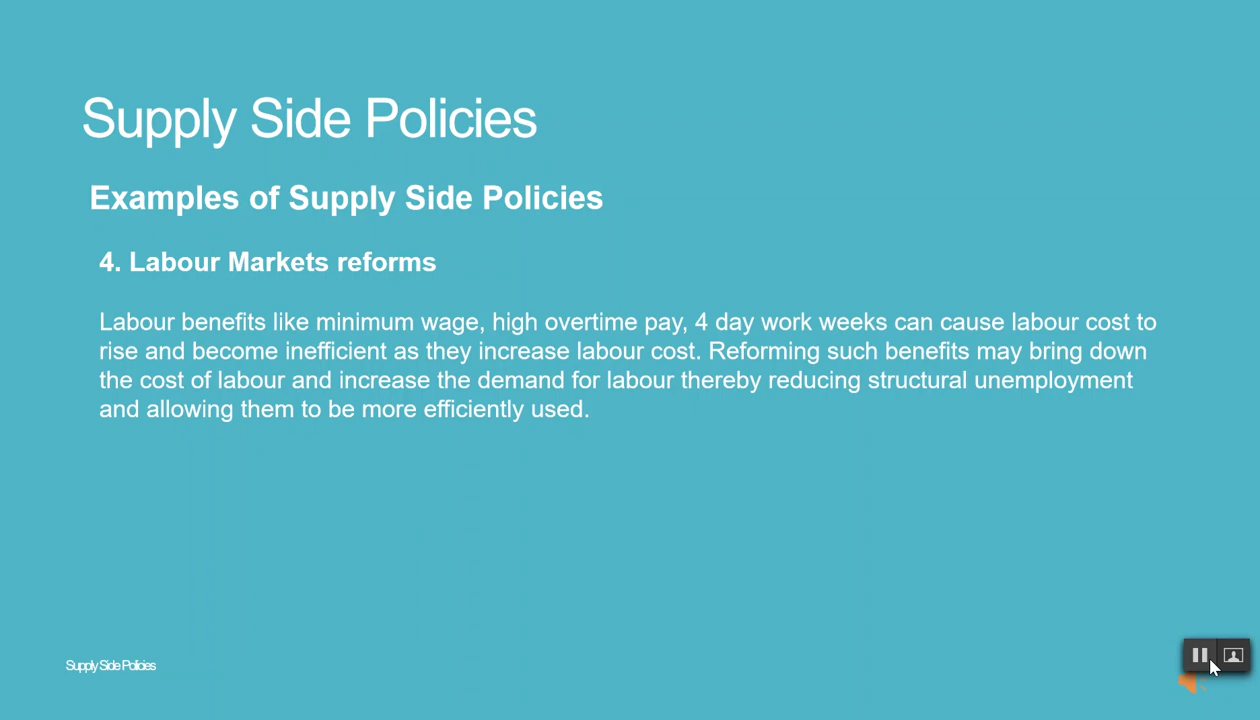 Supply Side Policies
Examples of Supply Side Policies
4. Labour Markets reforms
Labour benefits like minimum wage, high overtime pay, 4 day work weeks can cause labour cost to
rise and become inefficient as they increase labour cost. Reforming such benefits may bring down
the cost of labour and increase the demand for labour thereby reducing structural unemployment
and allowing them to be more efficiently used.
Supply Side Policies